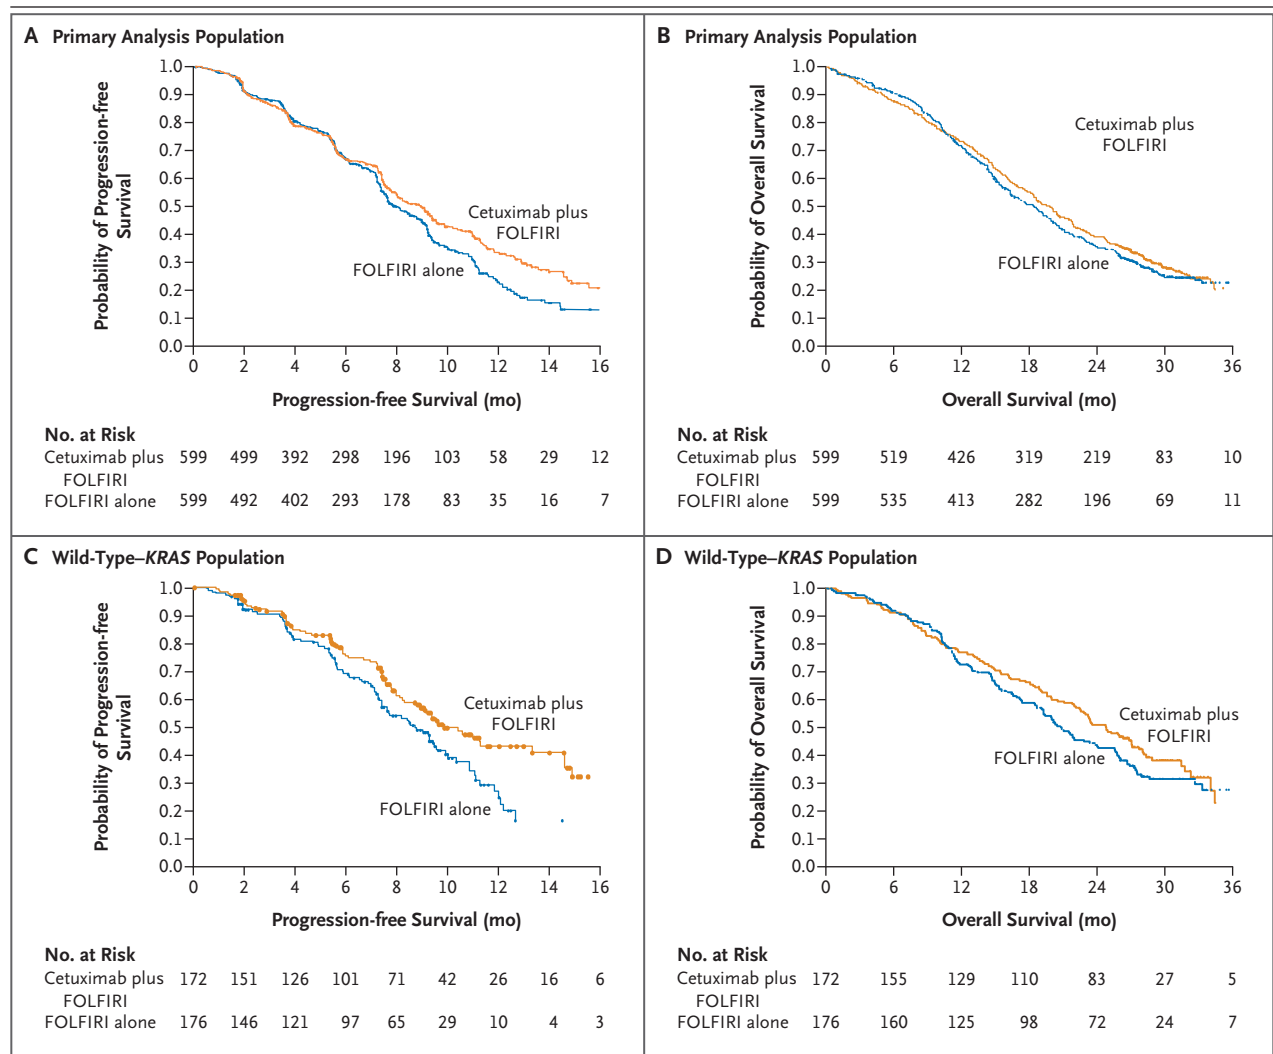 A Primary Analysis Population
Probability of Progression-free
Survival
1.0
0.9
0.8
0.7
0.6
0.5
0.4
0.3
0.2
0.1
0.0
Cetuximab plus
FOLFIRI
FOLFIRI alone
0 2 4 6 8 10 12 14 16
Progression-free Survival (mo)
No. at Risk
Cetuximab plus 599 499 392 298 196 103 58 29 12
FOLFIRI
FOLFIRI alone 599 492 402 293 178 83 35 16 7
B Primary Analysis Population
Probability of Overall Survival
1.0
0.9
0.8
0.7
0.6
0.5
0.4
0.3
0.2
0.1
0.0
Cetuximab plus
FOLFIRI
FOLFIRI alone
0 6 12 18 24 30 36
Overall Survival (mo)
No. at Risk
Cetuximab plus 599 519 426 319 219 83 10
FOLFIRI
FOLFIRI alone 599 535 413 282 196 69 11
C Wild-Type–KRAS Population
Probability of Progression-free
Survival
1.0
0.9
0.8
0.7
0.6
0.5
0.4
0.3
0.2
0.1
0.0
Cetuximab plus
FOLFIRI
FOLFIRI alone
0 2 4 6 8 10 12 14 16
Progression-free Survival (mo)
No. at Risk
Cetuximab plus 172 151 126 101 71 42 26 16 6
FOLFIRI
FOLFIRI alone 176 146 121 97 65 29 10 4 3
D Wild-Type–KRAS Population
Probability of Overall Survival
1.0
0.9
0.8
0.7
0.6
0.5
0.4
0.3
0.2
0.1
0.0
Cetuximab plus
FOLFIRI
FOLFIRI alone
0 6 12 18 24 30 36
Overall Survival (mo)
No. at Risk
Cetuximab plus 172 155 129 110 83 27 5
FOLFIRI
FOLFIRI alone 176 160 125 98 72 24 7